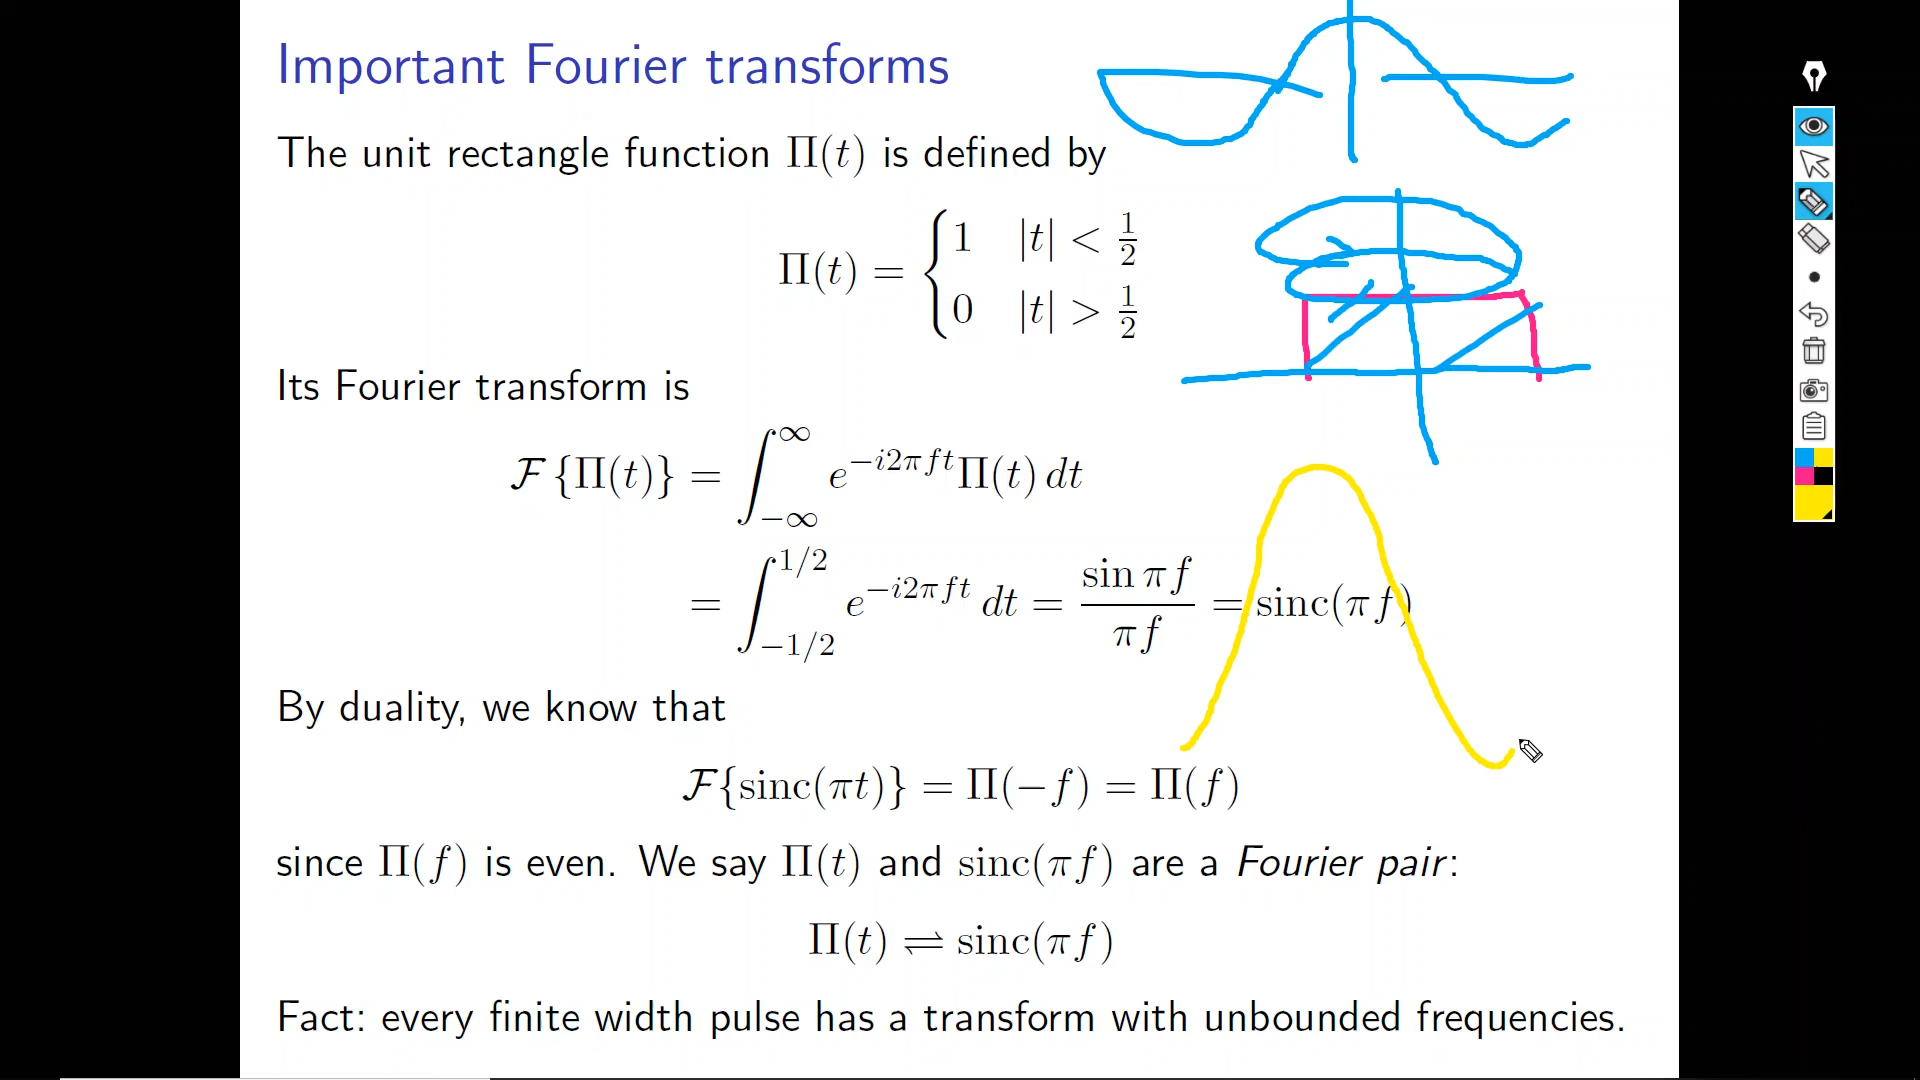 Important Fourier transforms
The unit rectangle function Π(t) is defined by
Π(t) = { 1 |t| < 1/2
0 |t| > 1/2
Its Fourier transform is
ℱ{Π(t)} = ∫_{−∞}^{∞} e^{−i2πft} Π(t) dt
= ∫_{−1/2}^{1/2} e^{−i2πft} dt = sin πf / πf = sinc(πf)
By duality, we know that
ℱ{sinc(πt)} = Π(−f) = Π(f)
since Π(f) is even. We say Π(t) and sinc(πf) are a Fourier pair:
Π(t) ⇌ sinc(πf)
Fact: every finite width pulse has a transform with unbounded frequencies.